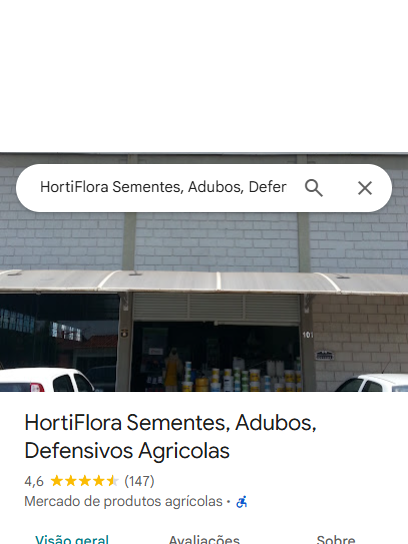 HortiFlora Sementes, Adubos, Defer
101
HortiFlora Sementes, Adubos,
Defensivos Agricolas
4,6 (147)
Mercado de produtos agrícolas ·
Visão geral Avaliações Sobre